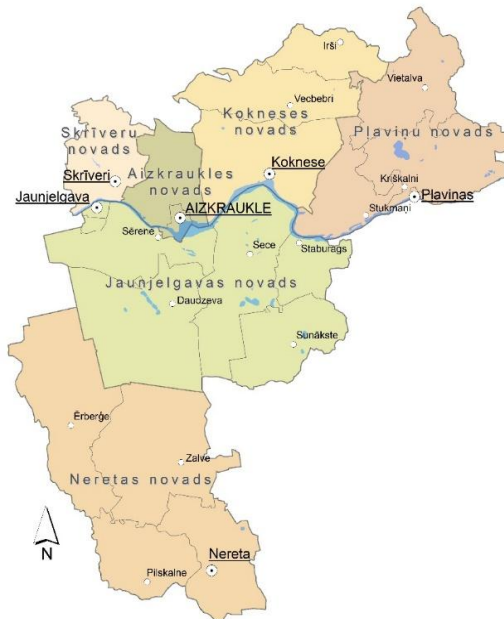 Irši
Vietalva
Vecbebri
Kokneses
novads
Pļaviņu novads
Skrīveru
novads
Aizkraukles
novads
Skrīveri
Koknese
Kriškalni
Pļaviņas
Jaunjelgava
AIZKRAUKLE
Stukmaņi
Sērene
Sece
Staburags
Jaunjelgavas novads
Daudzeva
Sunākste
Ērberģe
Zalve
Neretas novads
N
Nereta
Pilskalne